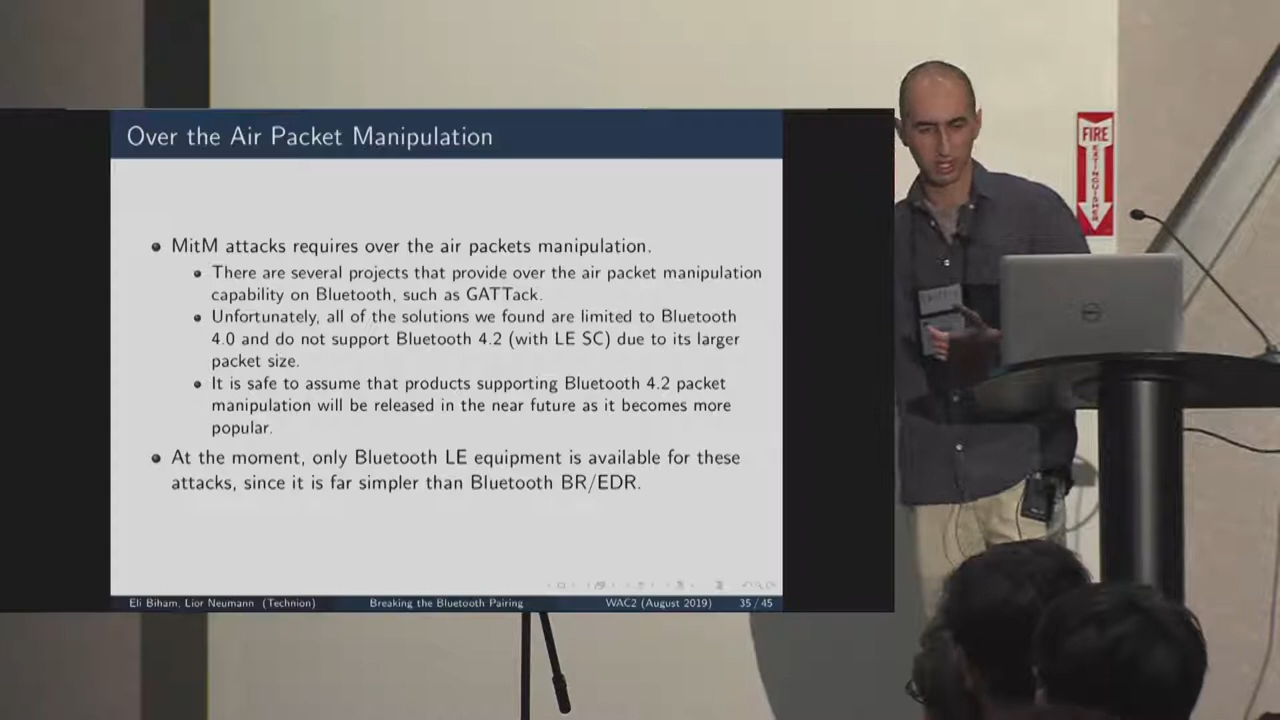 Over the Air Packet Manipulation
MitM attacks requires over the air packets manipulation.
There are several projects that provide over the air packet manipulation
capability on Bluetooth, such as GATTack.
Unfortunately, all of the solutions we found are limited to Bluetooth
4.0 and do not support Bluetooth 4.2 (with LE SC) due to its larger
packet size.
It is safe to assume that products supporting Bluetooth 4.2 packet
manipulation will be released in the near future as it becomes more
popular.
At the moment, only Bluetooth LE equipment is available for these
attacks, since it is far simpler than Bluetooth BR/EDR.
Eli Biham, Lior Neumann (Technion) Breaking the Bluetooth Pairing WAC2 (August 2019) 35 / 45
FIRE
EXTINGUISHER
DELL